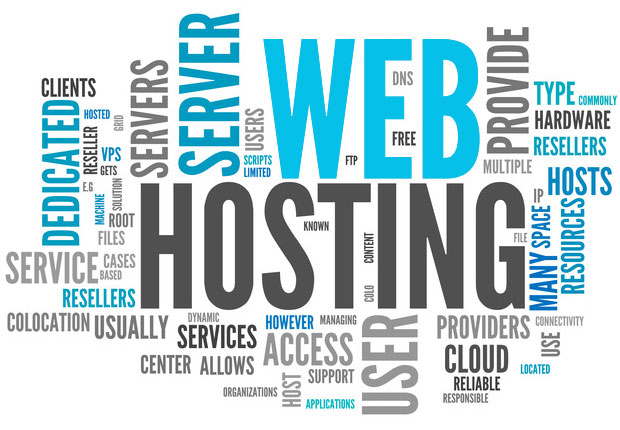 CLIENTS
HOSTED
GRID
DEDICATED
RESELLER
VPS
GETS
E.G
MACHINE
SOLUTION
ROOT
FILES
SERVERS
SERVER
USERS
SCRIPTS
LIMITED
WEB
DNS
FREE
FTP
PROVIDE
MULTIPLE
TYPE
COMMONLY
HARDWARE
RESELLERS
IP
HOSTS
HOSTING
KNOWN
CONTENT
COLO
FILE
MANY SPACE
RESOURCES
SERVICE
CASES
BASED
RESELLERS
COLOCATION
USUALLY
DYNAMIC
SERVICES
HOWEVER
MANAGING
CENTER
ALLOWS
ACCESS
ORGANIZATIONS
HOST
SUPPORT
APPLICATIONS
USER
PROVIDERS
CONNECTIVITY
USE
CLOUD
LOCATED
RELIABLE
RESPONSIBLE